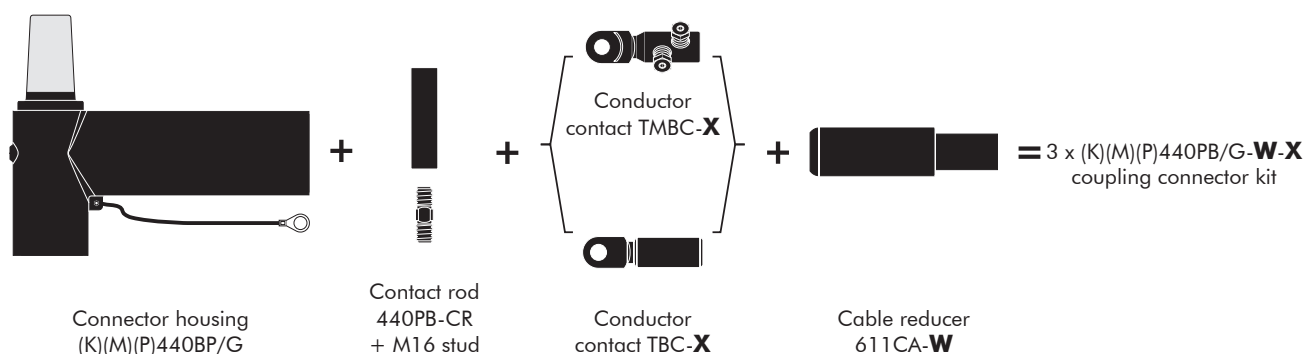 Conductor
contact TMBC-X
+ + + = 3 x (K)(M)(P)440PB/G-W-X
coupling connector kit
Connector housing
(K)(M)(P)440BP/G
Contact rod
440PB-CR
+ M16 stud
Conductor
contact TBC-X
Cable reducer
611CA-W